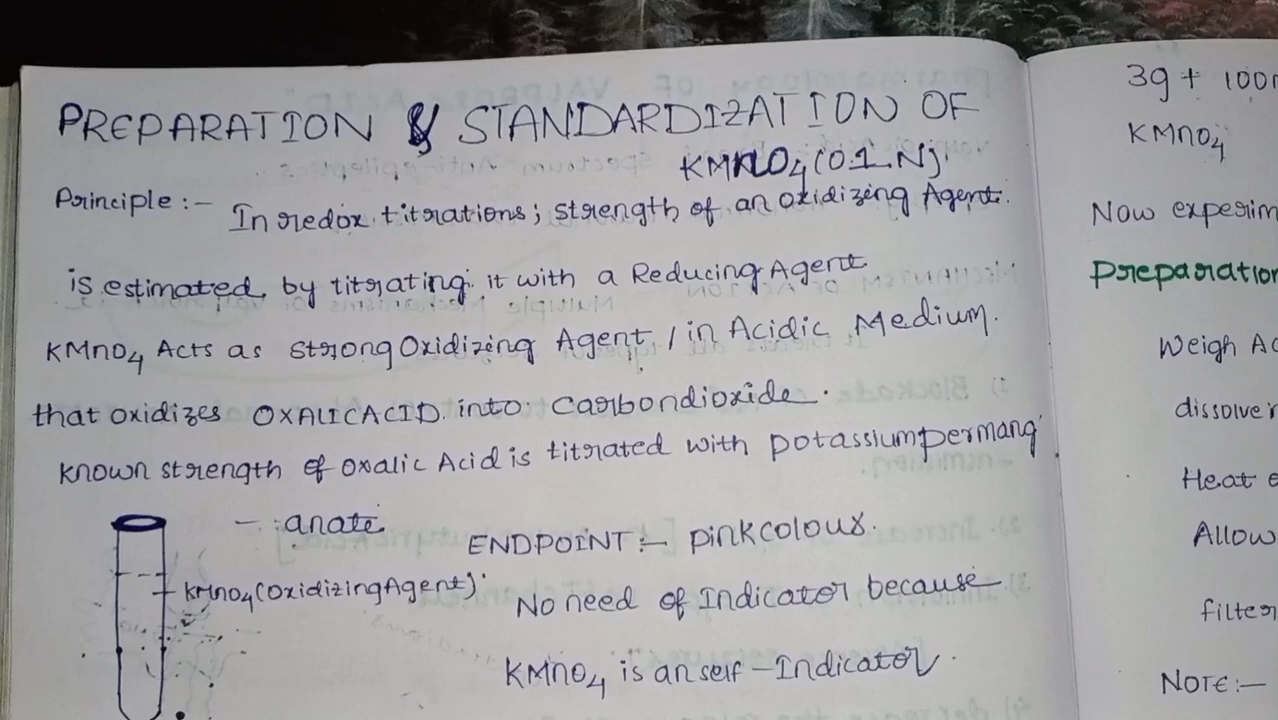 PREPARATION & STANDARDIZATION OF
KMnO4 (0.1 N)
Principle :- In redox titrations; strength of an oxidizing Agent.
is estimated by titrating it with a Reducing Agent
KMnO4 Acts as strong Oxidizing Agent / in Acidic Medium.
that oxidizes OXALIC ACID into Carbondioxide.
known strength of oxalic Acid is titrated with potassium permang
- anate
ENDPOINT :- pink colour.
KMnO4 (Oxidizing Agent)
No need of Indicator because
KMnO4 is an self - Indicator.
3g + 100
KMnO4
Now experim
Preparation
Weigh Ac
dissolve
Heat
Allow
filter
NOTE :-